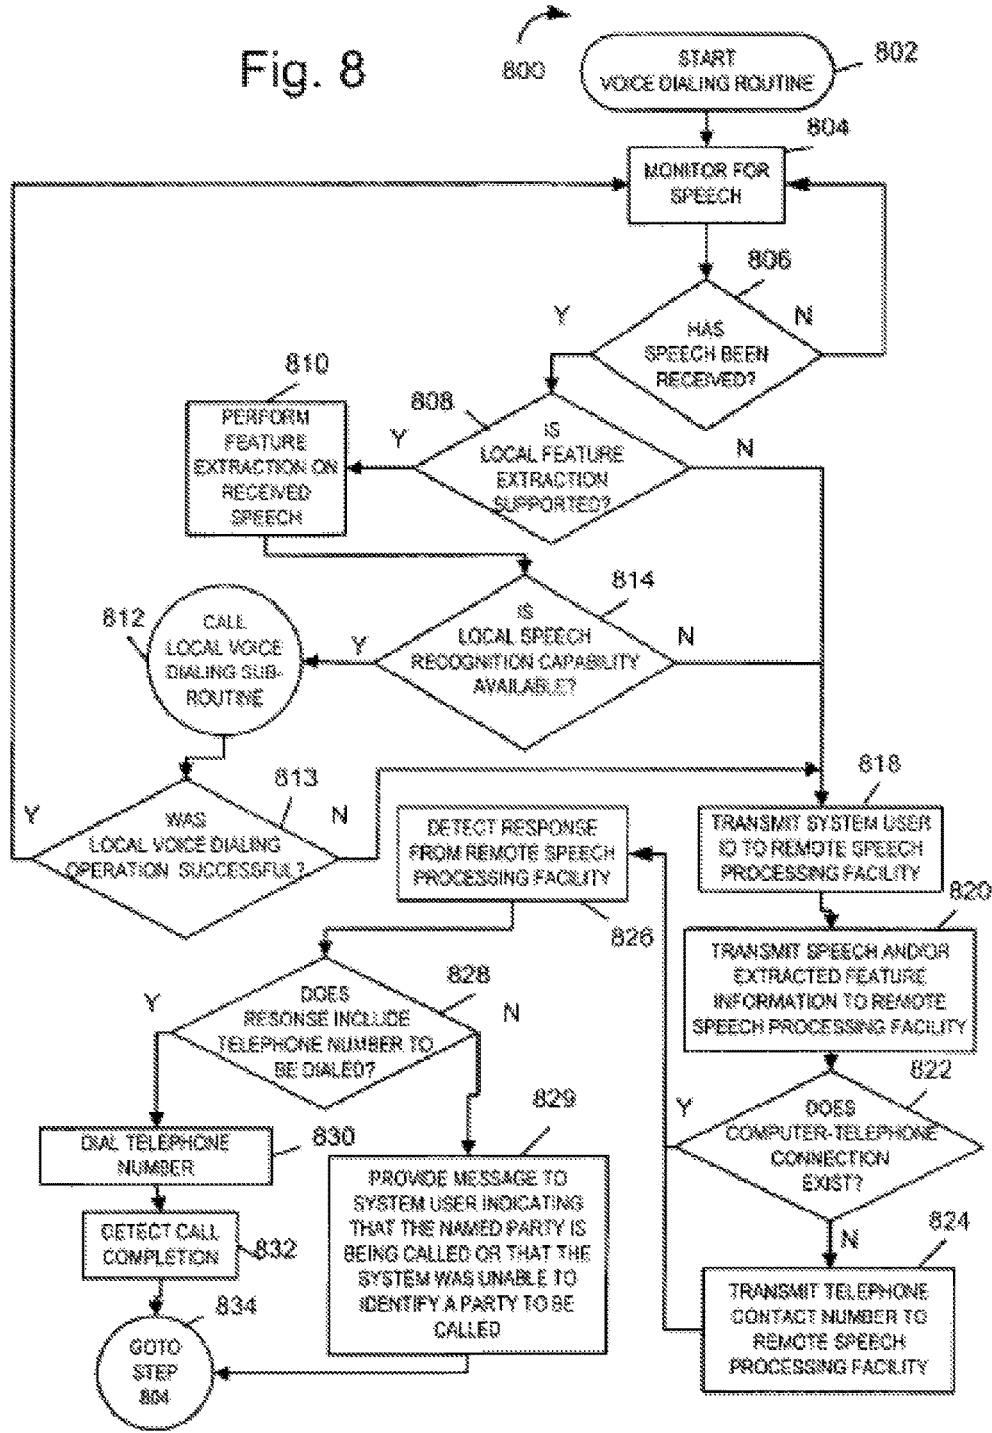 Fig. 8
800
START
VOICE DIALING ROUTINE
802
804
MONITOR FOR
SPEECH
806
Y
N
HAS
SPEECH BEEN
RECEIVED?
810
808
PERFORM
FEATURE
EXTRACTION ON
RECEIVED
SPEECH
Y
IS
LOCAL FEATURE
EXTRACTION
SUPPORTED?
N
814
812
CALL
LOCAL VOICE
DIALING SUB-
ROUTINE
Y
IS
LOCAL SPEECH
RECOGNITION CAPABILITY
AVAILABLE?
N
813
Y
WAS
LOCAL VOICE DIALING
OPERATION SUCCESSFUL?
N
818
TRANSMIT SYSTEM USER
ID TO REMOTE SPEECH
PROCESSING FACILITY
DETECT RESPONSE
FROM REMOTE SPEECH
PROCESSING FACILITY
826
820
TRANSMIT SPEECH AND/OR
EXTRACTED FEATURE
INFORMATION TO REMOTE
SPEECH PROCESSING FACILITY
828
Y
DOES
RESONSE INCLUDE
TELEPHONE NUMBER TO
BE DIALED?
N
822
Y
DOES
COMPUTER-TELEPHONE
CONNECTION
EXIST?
N
829
DIAL TELEPHONE
NUMBER
830
PROVIDE MESSAGE TO
SYSTEM USER INDICATING
THAT THE NAMED PARTY IS
BEING CALLED OR THAT THE
SYSTEM WAS UNABLE TO
IDENTIFY A PARTY TO BE
CALLED
DETECT CALL
COMPLETION
832
824
TRANSMIT TELEPHONE
CONTACT NUMBER TO
REMOTE SPEECH
PROCESSING FACILITY
834
GOTO
STEP
804